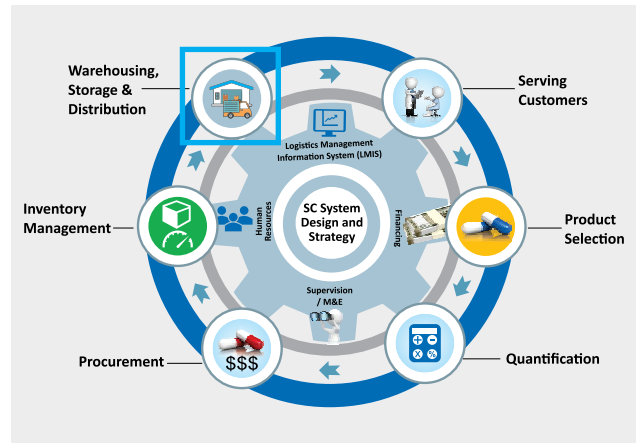 Warehousing,
Storage &
Distribution
Serving
Customers
Logistics Management
Information System (LMIS)
Inventory
Management
Human
Resources
SC System
Design and
Strategy
Financing
Product
Selection
Supervision
/ M&E
Procurement
$$$
+ −
x %
Quantification